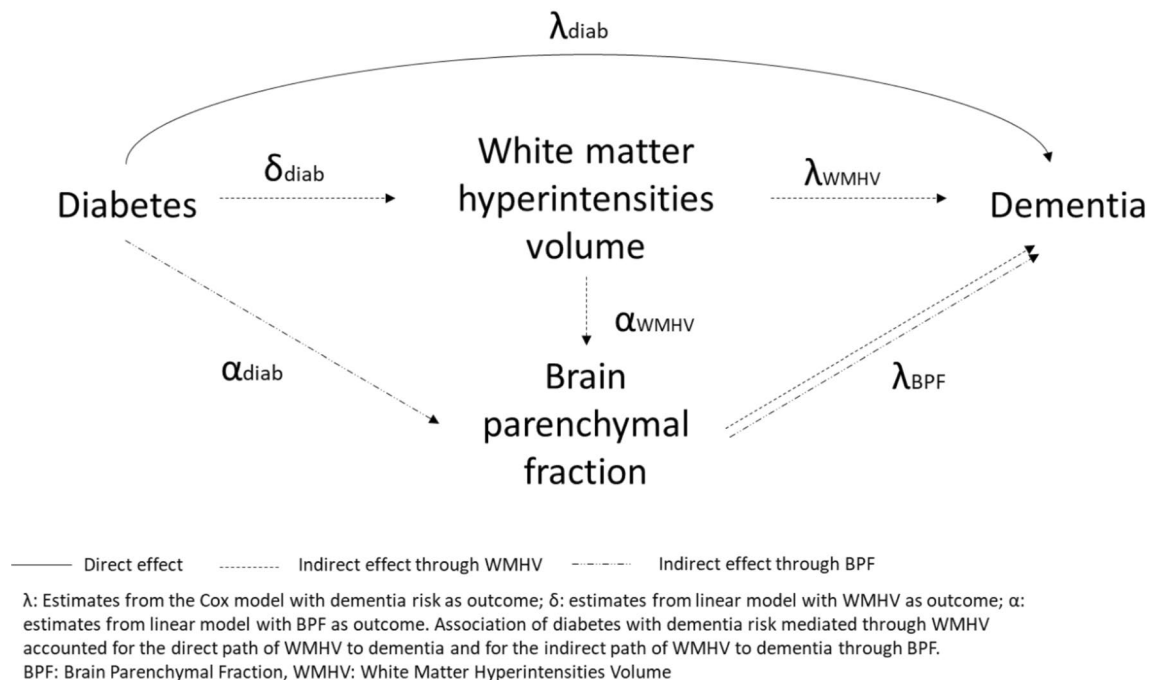 λdiab
δdiab
White matter
hyperintensities
volume
λWMHV
Diabetes
Dementia
αWMHV
αdiab
Brain
parenchymal
fraction
λBPF
Direct effect
Indirect effect through WMHV
Indirect effect through BPF
λ: Estimates from the Cox model with dementia risk as outcome; δ: estimates from linear model with WMHV as outcome; α:
estimates from linear model with BPF as outcome. Association of diabetes with dementia risk mediated through WMHV
accounted for the direct path of WMHV to dementia and for the indirect path of WMHV to dementia through BPF.
BPF: Brain Parenchymal Fraction, WMHV: White Matter Hyperintensities Volume